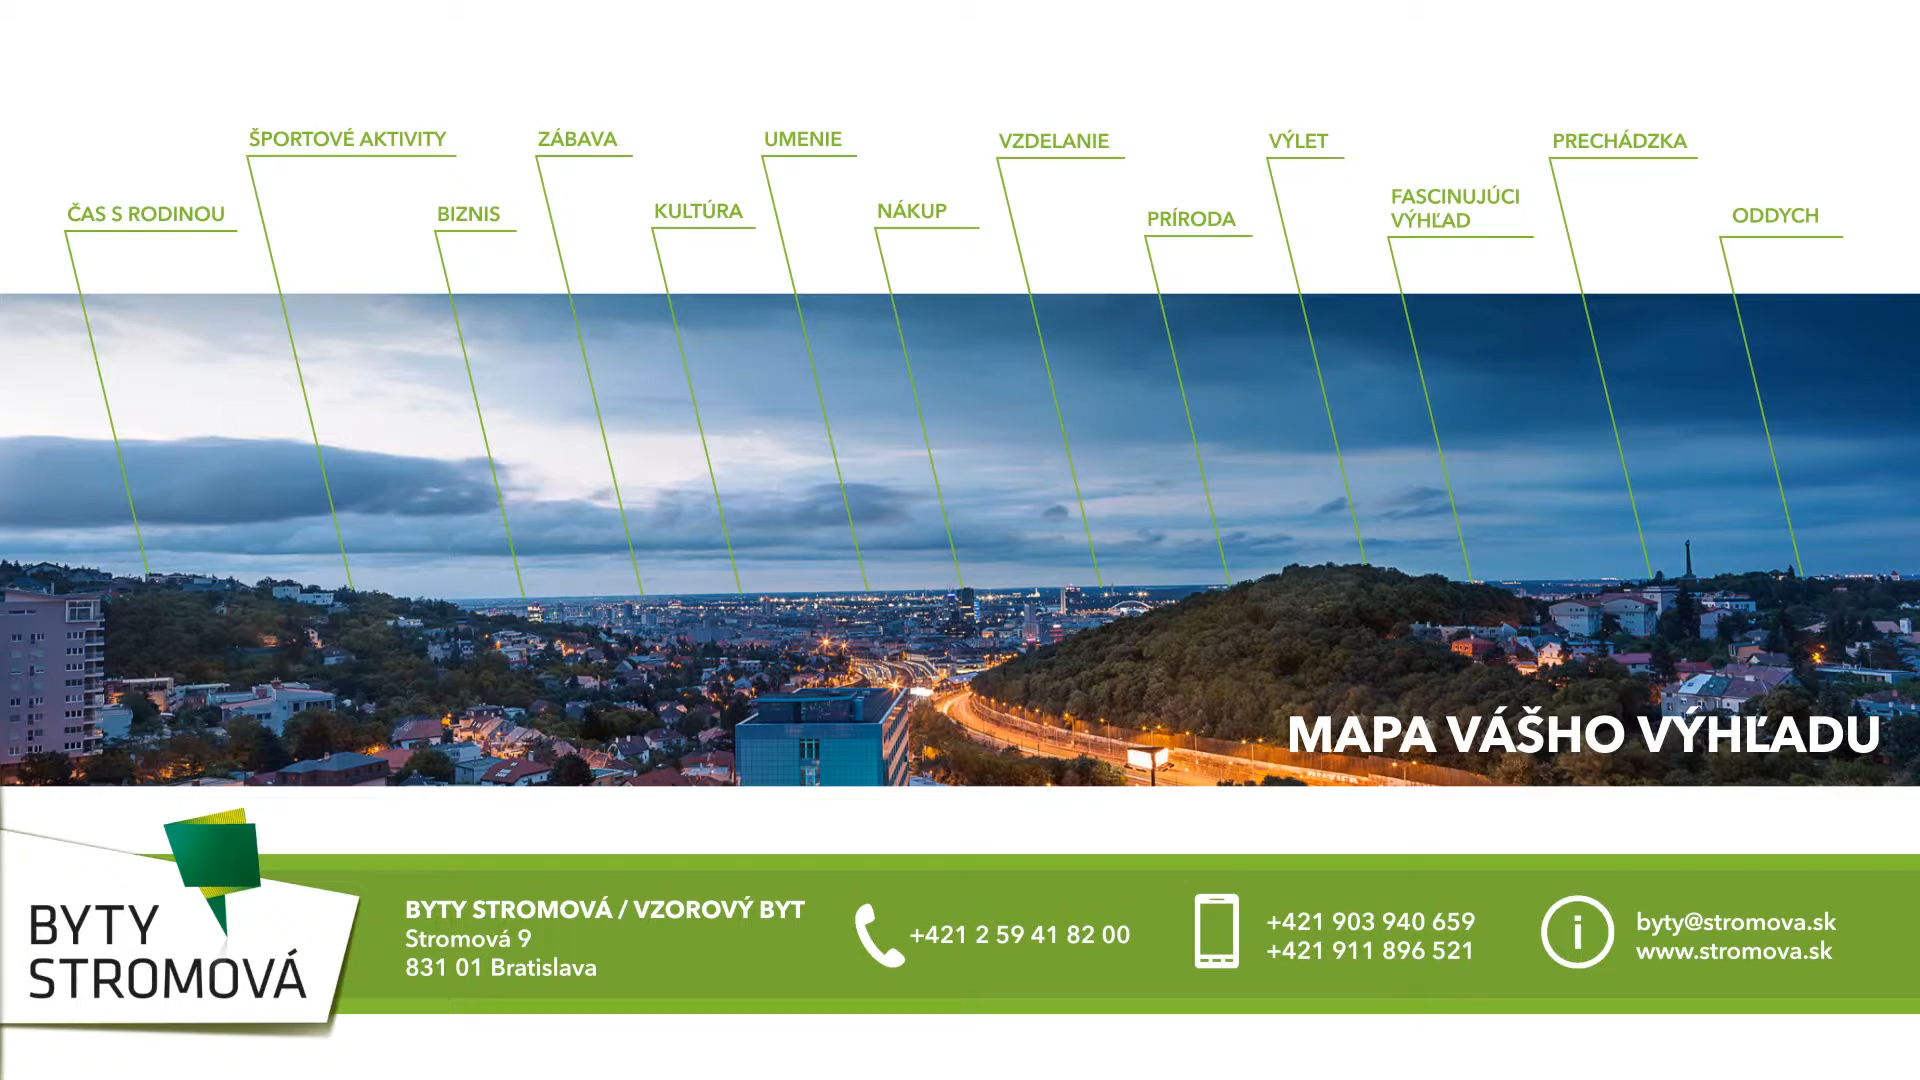 ŠPORTOVÉ AKTIVITY
ZÁBAVA
UMENIE
VZDELANIE
VÝLET
PRECHÁDZKA
ČAS S RODINOU
BIZNIS
KULTÚRA
NÁKUP
PRÍRODA
FASCINUJÚCI
VÝHĽAD
ODDYCH
MAPA VÁŠHO VÝHĽADU
BYTY
STROMOVÁ
BYTY STROMOVÁ / VZOROVÝ BYT
Stromová 9
831 01 Bratislava
+421 2 59 41 82 00
+421 903 940 659
+421 911 896 521
i
byty@stromova.sk
www.stromova.sk